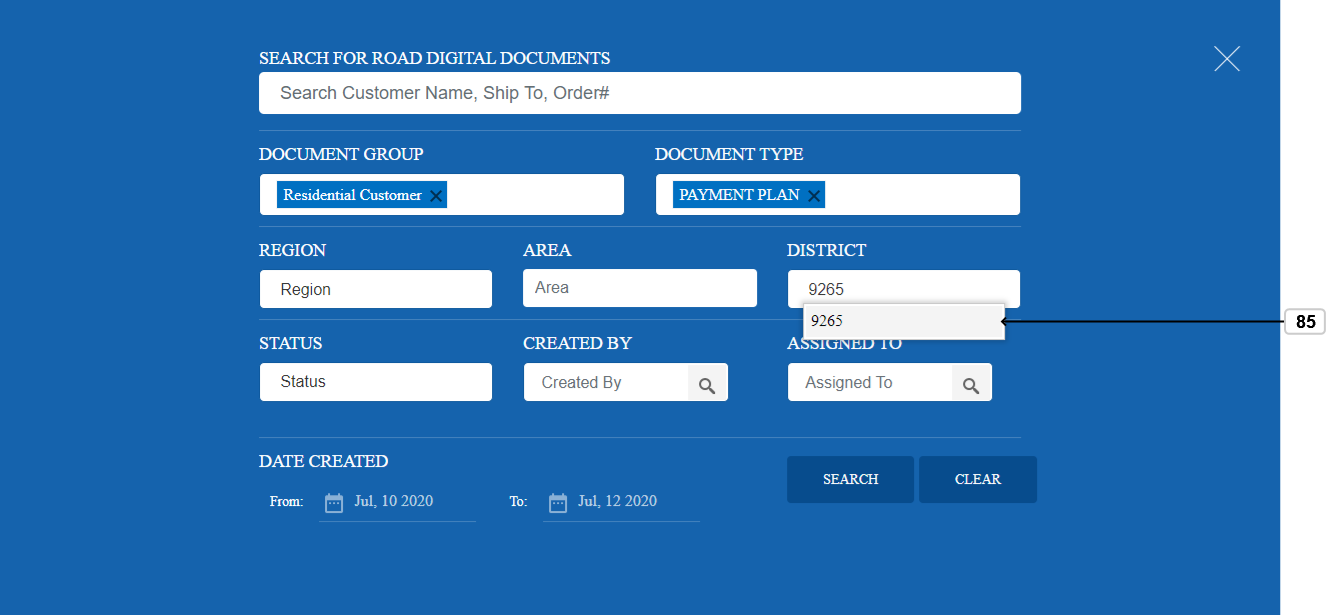 SEARCH FOR ROAD DIGITAL DOCUMENTS
Search Customer Name, Ship To, Order#
DOCUMENT GROUP DOCUMENT TYPE
Residential Customer PAYMENT PLAN
REGION AREA DISTRICT
Region Area 9265
9265 85
STATUS CREATED BY ASSIGNED TO
Status Created By Assigned To
DATE CREATED
SEARCH CLEAR
From: Jul, 10 2020 To: Jul, 12 2020